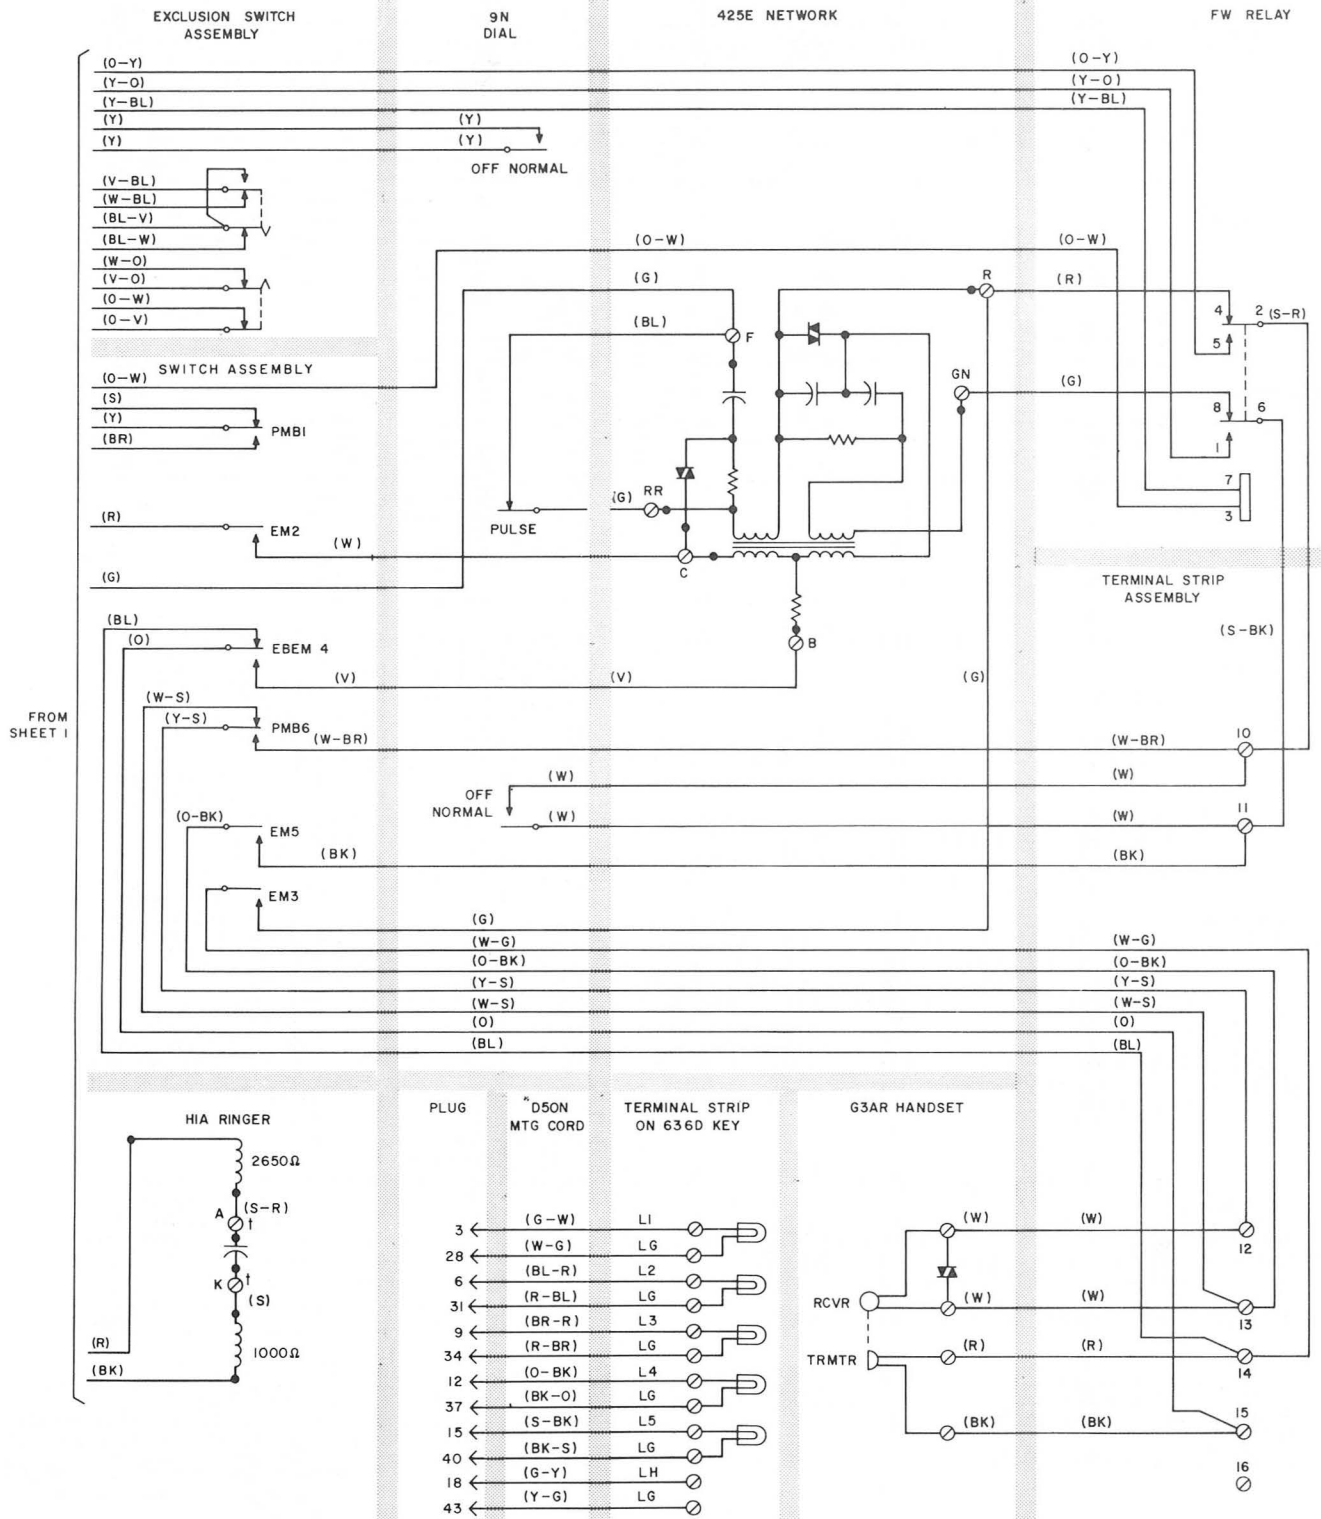 EXCLUSION SWITCH
ASSEMBLY
9N
DIAL
425E NETWORK
FW RELAY
(O-Y)
(O-Y)
(Y-O)
(Y-O)
(Y-BL)
(Y-BL)
(Y)
(Y)
(Y)
(Y)
OFF NORMAL
(V-BL)
(W-BL)
(BL-V)
(BL-W)
(W-O)
(V-O)
(O-W)
(O-V)
(O-W)
(O-W)
(G)
R
(R)
4
2
(S-R)
(BL)
F
5
SWITCH ASSEMBLY
(O-W)
GN
(G)
(S)
(Y)
PMB1
(BR)
8
6
1
7
3
(G)
RR
PULSE
(R)
EM2
(W)
C
(G)
TERMINAL STRIP
ASSEMBLY
(BL)
(O)
EBEM 4
B
(S-BK)
(V)
(V)
(G)
FROM
SHEET 1
(W-S)
(Y-S)
PMB6
(W-BR)
(W-BR)
10
(W)
(W)
OFF
NORMAL
(W)
(W)
11
(O-BK)
EM5
(BK)
(BK)
EM3
(G)
(W-G)
(W-G)
(O-BK)
(O-BK)
(Y-S)
(Y-S)
(W-S)
(W-S)
(O)
(O)
(BL)
(BL)
HIA RINGER
2650Ω
A
(S-R)
†
K
†
(S)
1000Ω
(R)
(BK)
PLUG
*D50N
MTG CORD
TERMINAL STRIP
ON 636D KEY
G3AR HANDSET
3 (G-W) L1
28 (W-G) LG
6 (BL-R) L2
31 (R-BL) LG
9 (BR-R) L3
34 (R-BR) LG
12 (O-BK) L4
37 (BK-O) LG
15 (S-BK) L5
40 (BK-S) LG
18 (G-Y) LH
43 (Y-G) LG
(W)
(W)
12
RCVR
(W)
(W)
13
TRMTR
(R)
(R)
14
(BK)
(BK)
15
16